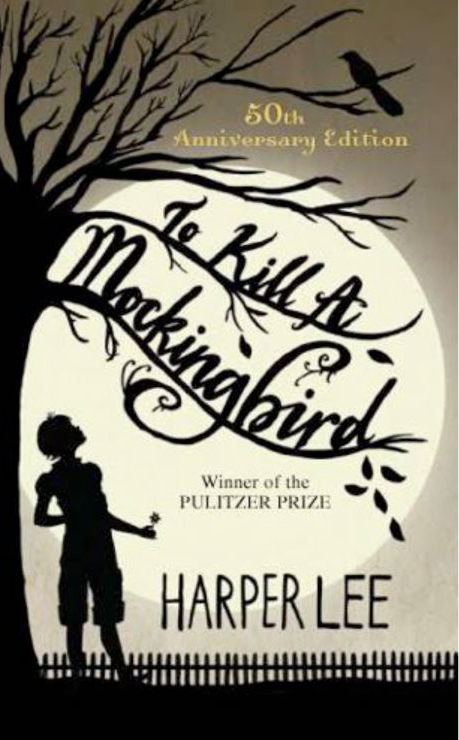 50th
Anniversary Edition
To Kill A
Mockingbird
Winner of the
PULITZER PRIZE
HARPER LEE